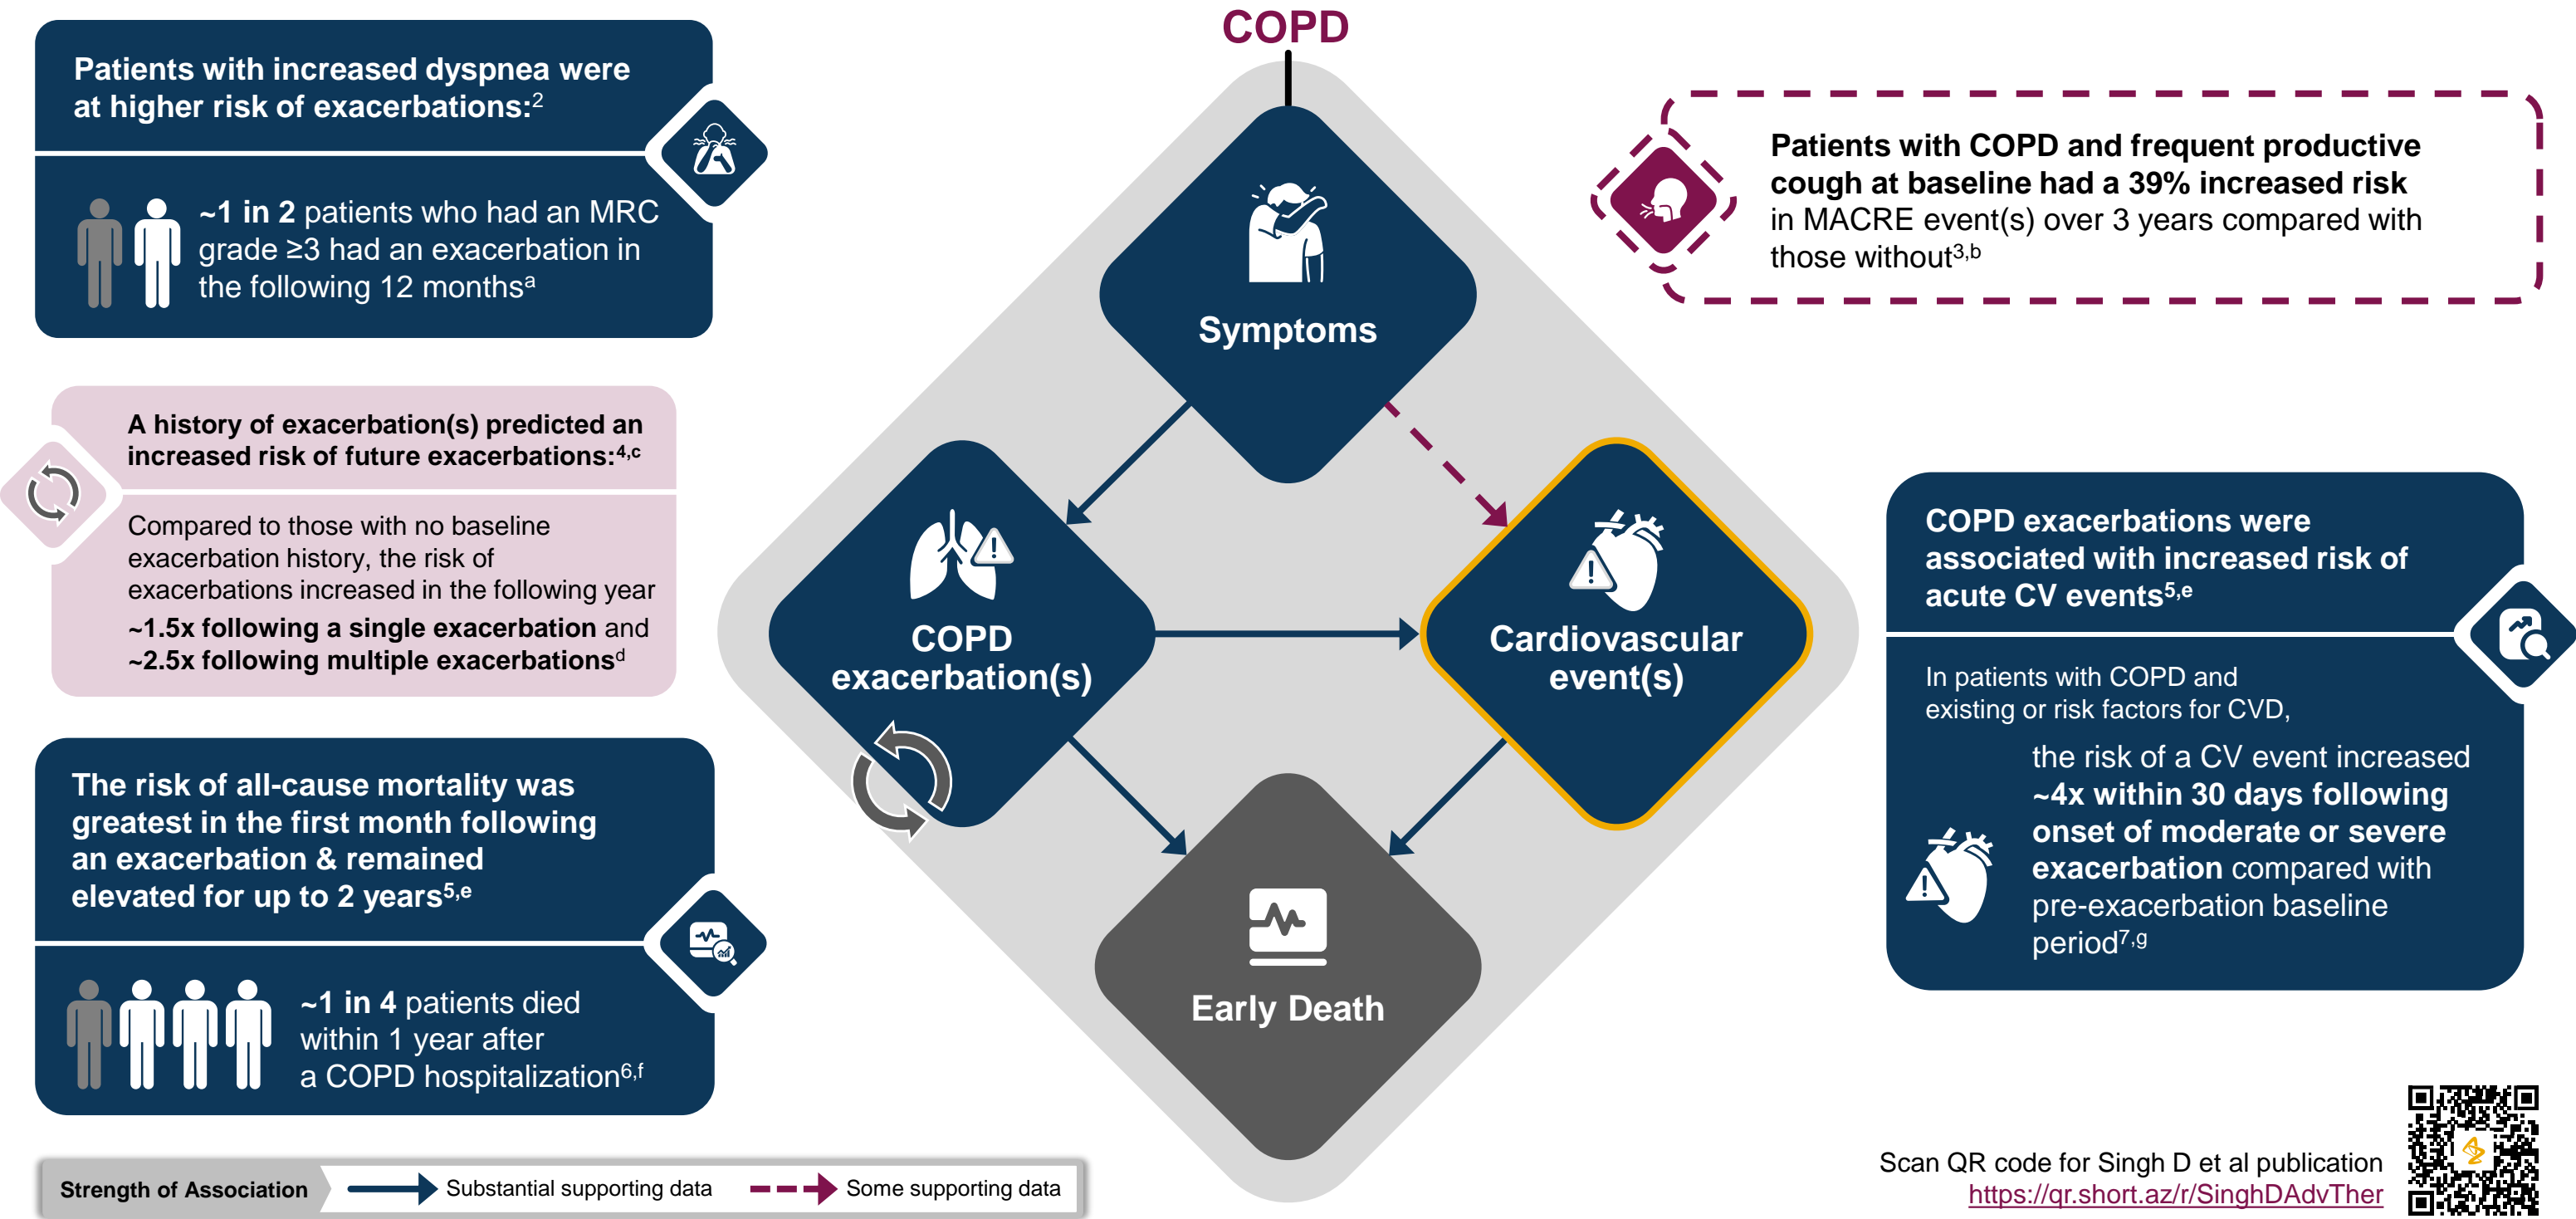 COPD
Patients with increased dyspnea were
at higher risk of exacerbations:2
~1 in 2 patients who had an MRC
grade ≥3 had an exacerbation in
the following 12 monthsa
Patients with COPD and frequent productive
cough at baseline had a 39% increased risk
in MACRE event(s) over 3 years compared with
those without3,b
Symptoms
A history of exacerbation(s) predicted an
increased risk of future exacerbations:4,c
Compared to those with no baseline
exacerbation history, the risk of
exacerbations increased in the following year
~1.5x following a single exacerbation and
~2.5x following multiple exacerbationsd
COPD
exacerbation(s)
Cardiovascular
event(s)
COPD exacerbations were
associated with increased risk of
acute CV events5,e
In patients with COPD and
existing or risk factors for CVD,
the risk of a CV event increased
~4x within 30 days following
onset of moderate or severe
exacerbation compared with
pre-exacerbation baseline
period7,g
The risk of all-cause mortality was
greatest in the first month following
an exacerbation & remained
elevated for up to 2 years5,e
~1 in 4 patients died
within 1 year after
a COPD hospitalization6,f
Early Death
Strength of Association
Substantial supporting data
Some supporting data
Scan QR code for Singh D et al publication
https://qr.short.az/r/SinghDAdvTher